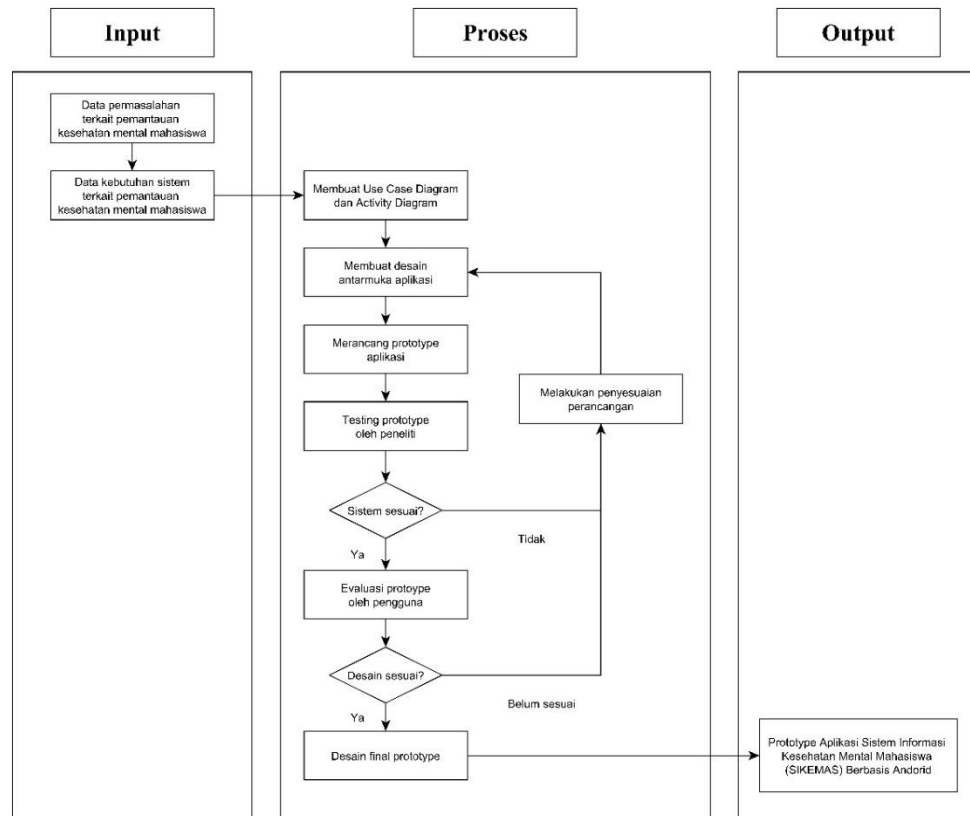 Input
Proses
Output
Data permasalahan
terkait pemantauan
kesehatan mental mahasiswa
Data kebutuhan sistem
terkait pemantauan
kesehatan mental mahasiswa
Membuat Use Case Diagram
dan Activity Diagram
Membuat desain
antarmuka aplikasi
Merancang prototype
aplikasi
Melakukan penyesuaian
perancangan
Testing prototype
oleh peneliti
Sistem sesuai?
Tidak
Ya
Evaluasi protoype
oleh pengguna
Desain sesuai?
Belum sesuai
Ya
Desain final prototype
Prototype Aplikasi Sistem Informasi
Kesehatan Mental Mahasiswa
(SIKEMAS) Berbasis Andorid